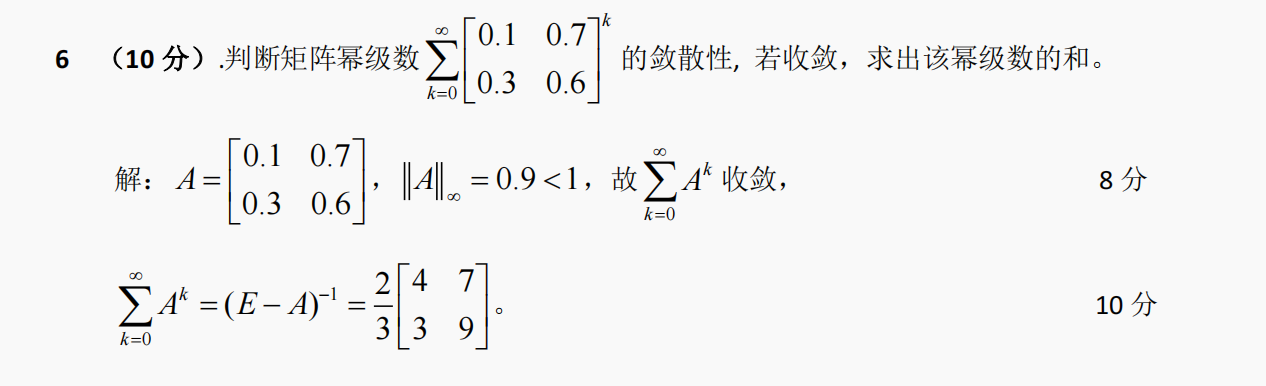 6 （10 分）.判断矩阵幂级数 $\sum_{k=0}^{\infty}\begin{bmatrix}0.1 & 0.7\\0.3 & 0.6\end{bmatrix}^k$ 的敛散性, 若收敛，求出该幂级数的和。
解：$A=\begin{bmatrix}0.1 & 0.7\\0.3 & 0.6\end{bmatrix}$，$\|A\|_\infty=0.9<1$，故 $\sum_{k=0}^{\infty}A^k$ 收敛， 8 分
$\sum_{k=0}^{\infty}A^k=(E-A)^{-1}=\frac{2}{3}\begin{bmatrix}4 & 7\\3 & 9\end{bmatrix}$。 10 分